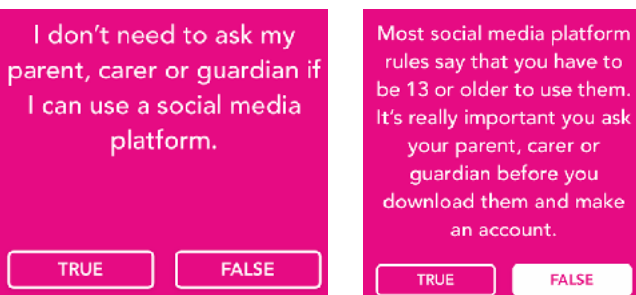 I don't need to ask my
parent, carer or guardian if
I can use a social media
platform.
TRUE
FALSE
Most social media platform
rules say that you have to
be 13 or older to use them.
It's really important you ask
your parent, carer or
guardian before you
download them and make
an account.
TRUE
FALSE